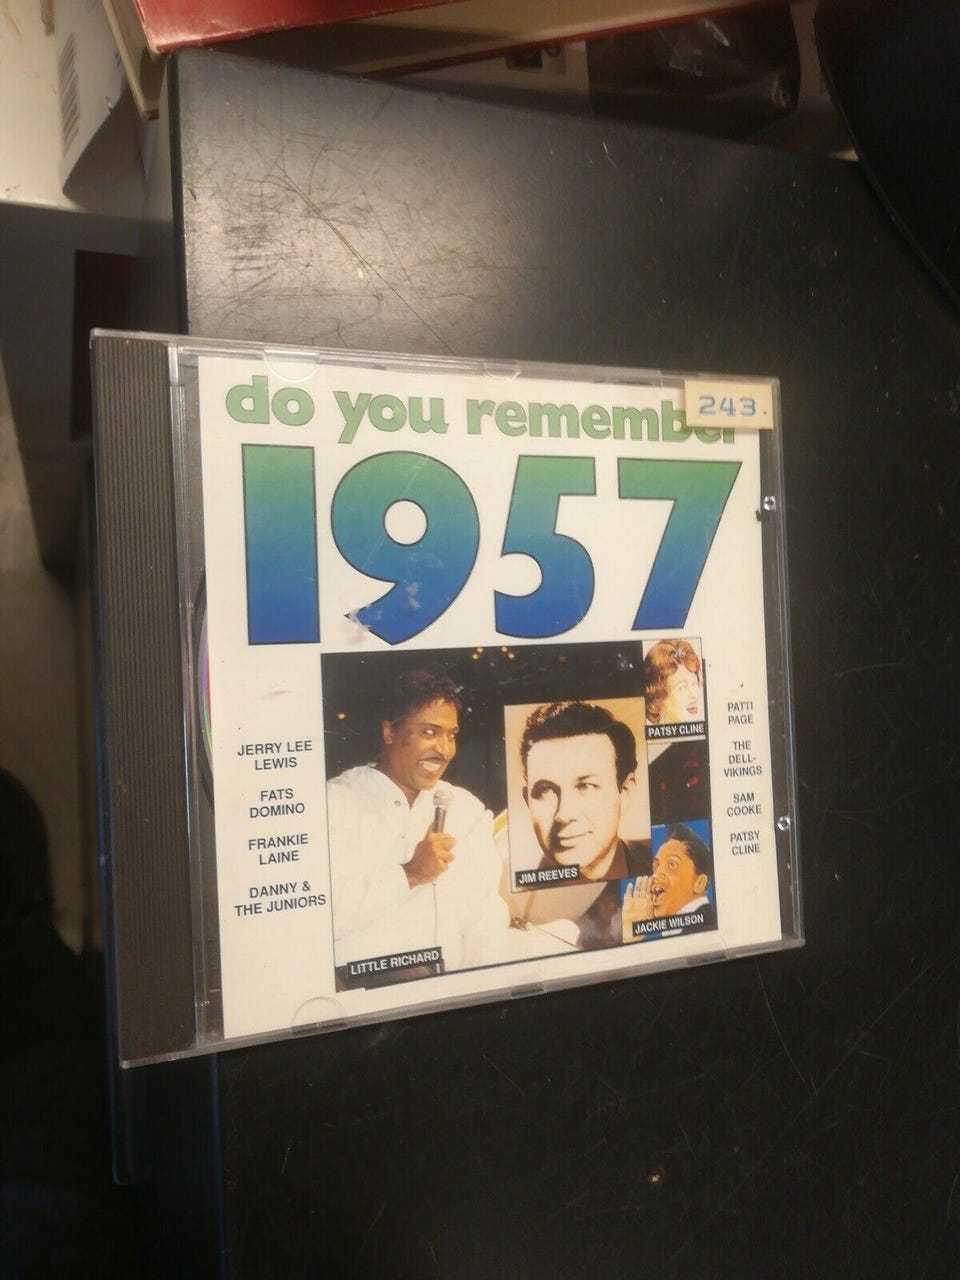 do you remember
243.
1957
JERRY LEE
LEWIS
FATS
DOMINO
FRANKIE
LAINE
DANNY &
THE JUNIORS
LITTLE RICHARD
JIM REEVES
PATSY CLINE
JACKIE WILSON
PATTI
PAGE
THE
DELL-
VIKINGS
SAM
COOKE
PATSY
CLINE